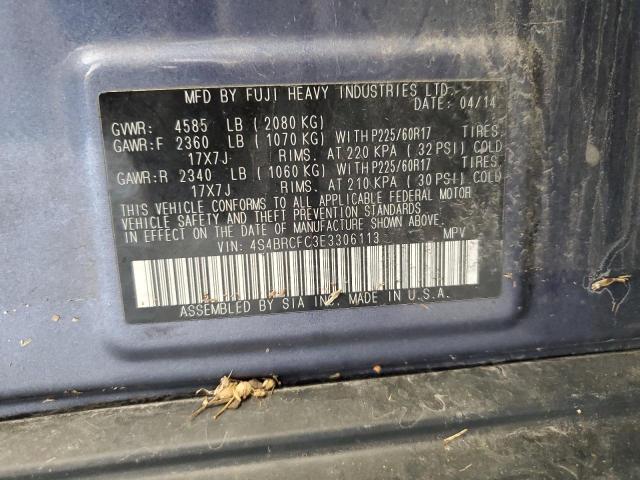 MFD BY FUJI HEAVY INDUSTRIES LTD.
DATE: 04/14
GVWR: 4585 LB (2080 KG)
GAWR:F 2360 LB (1070 KG) WITH P225/60R17 TIRES
17X7J- RIMS. AT 220 KPA (32 PSI) COLD
GAWR:R 2340 LB (1060 KG) WITH P225/60R17 TIRES
17X7J RIMS. AT 210 KPA (30 PSI) COLD
THIS VEHICLE CONFORMS TO ALL APPLICABLE FEDERAL MOTOR
VEHICLE SAFETY AND THEFT PREVENTION STANDARDS
IN EFFECT ON THE DATE OF MANUFACTURE SHOWN ABOVE.
VIN: 4S4BRCFC3E3306113 MPV
ASSEMBLED BY SIA INC, MADE IN U.S.A.